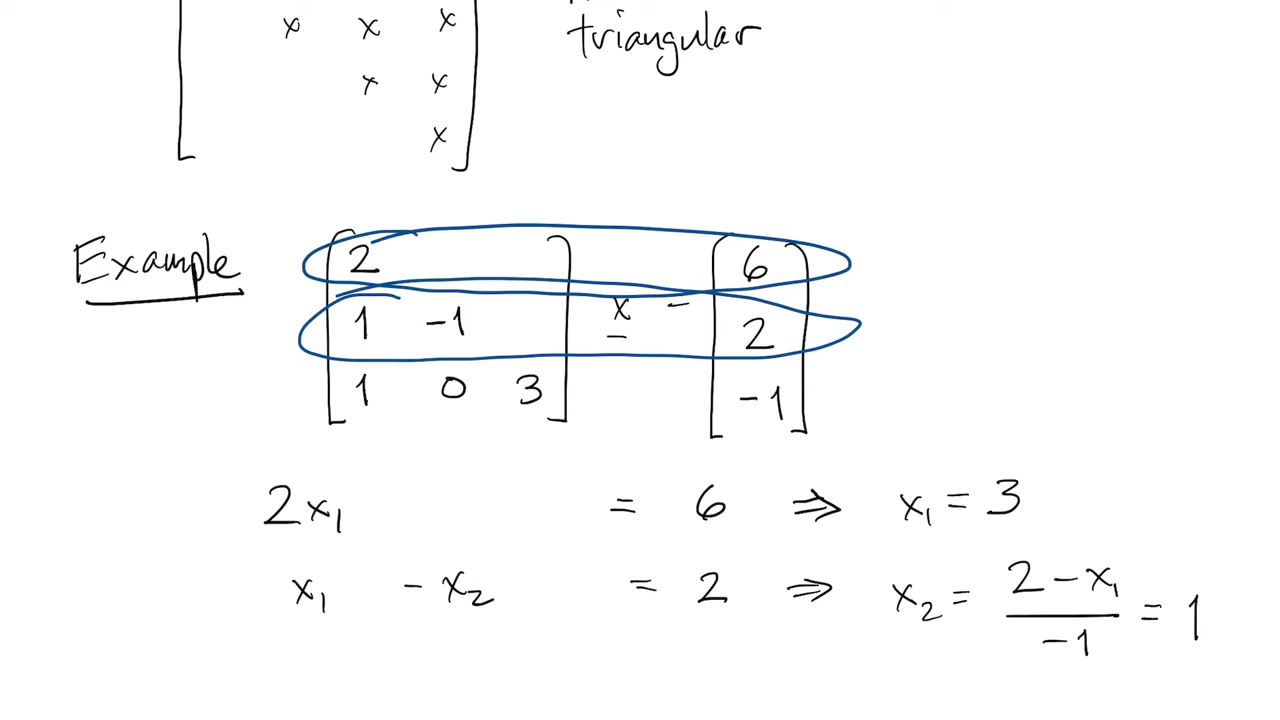 x x x
triangular
x x
x
Example
2 6
1 -1 x = 2
1 0 3 -1
2x₁ = 6 ⇒ x₁ = 3
x₁ - x₂ = 2 ⇒ x₂ = (2 - x₁)/-1 = 1